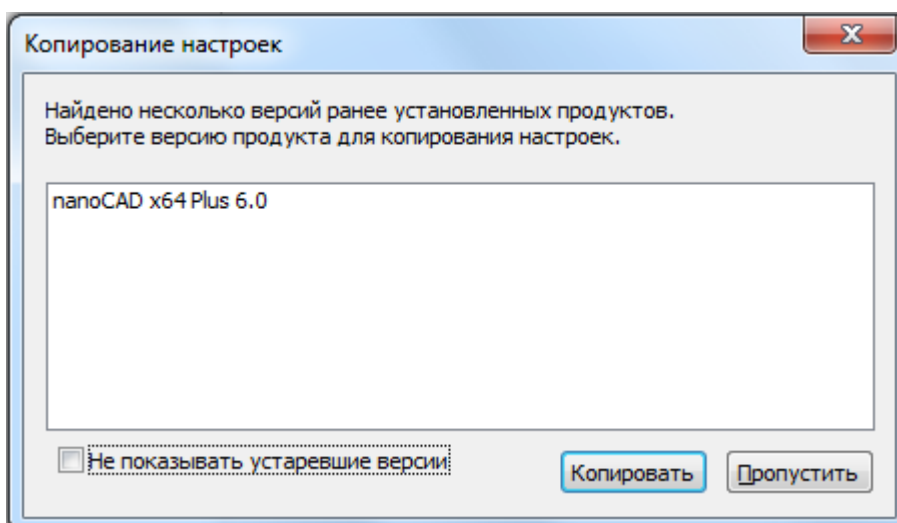 Копирование настроек
Найдено несколько версий ранее установленных продуктов.
Выберите версию продукта для копирования настроек.
nanoCAD x64 Plus 6.0
Не показывать устаревшие версии
Копировать
Пропустить